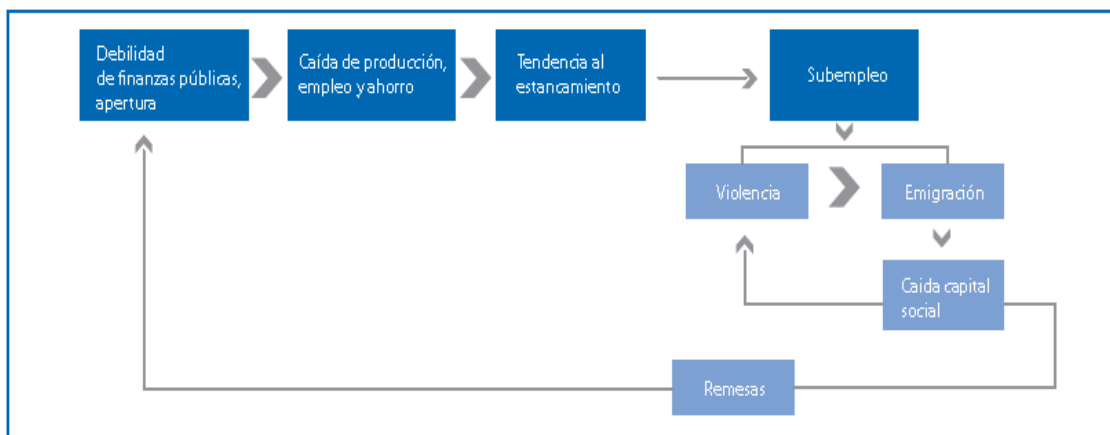 Debilidad
de finanzas públicas,
apertura
Caída de producción,
empleo y ahorro
Tendencia al
estancamiento
Subempleo
Violencia
Emigración
Caida capital
social
Remesas